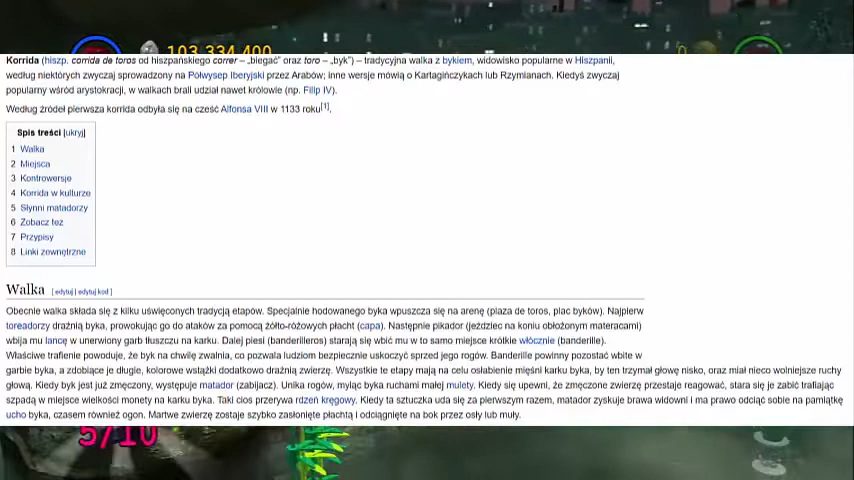 103 334 400
Korrida (hiszp. corrida de toros od hiszpańskiego correr – „biegać" oraz toro – „byk") – tradycyjna walka z bykiem, widowisko popularne w Hiszpanii,
według niektórych zwyczaj sprowadzony na Półwysep Iberyjski przez Arabów; inne wersje mówią o Kartagińczykach lub Rzymianach. Kiedyś zwyczaj
popularny wśród arystokracji, w walkach brali udział nawet królowie (np. Filip IV).
Według źródeł pierwsza korrida odbyła się na cześć Alfonsa VIII w 1133 roku[1].
Spis treści [ukryj]
1 Walka
2 Miejsca
3 Kontrowersje
4 Korrida w kulturze
5 Słynni matadorzy
6 Zobacz też
7 Przypisy
8 Linki zewnętrzne
Walka [ edytuj | edytuj kod ]
Obecnie walka składa się z kilku uświęconych tradycją etapów. Specjalnie hodowanego byka wpuszcza się na arenę (plaza de toros, plac byków). Najpierw
toreadorzy drażnią byka, prowokując go do ataków za pomocą żółto-różowych płacht (capa). Następnie pikador (jeździec na koniu obłożonym materacami)
wbija mu lancę w unerwiony garb tłuszczu na karku. Dalej piesi (banderilleros) starają się wbić mu w to samo miejsce krótkie włócznie (banderille).
Właściwe trafienie powoduje, że byk na chwilę zwalnia, co pozwala ludziom bezpiecznie uskoczyć sprzed jego rogów. Banderille powinny pozostać wbite w
garbie byka, a zdobiące je długie, kolorowe wstążki dodatkowo drażnią zwierzę. Wszystkie te etapy mają na celu osłabienie mięśni karku byka, by ten trzymał głowę nisko, oraz miał nieco wolniejsze ruchy
głową. Kiedy byk jest już zmęczony, występuje matador (zabijacz). Unika rogów, myląc byka ruchami małej mulety. Kiedy się upewni, że zmęczone zwierzę przestaje reagować, stara się je zabić trafiając
szpadą w miejsce wielkości monety na karku byka. Taki cios przerywa rdzeń kręgowy. Kiedy ta sztuczka uda się za pierwszym razem, matador zyskuje brawa widowni i ma prawo odciąć sobie na pamiątkę
ucho byka, czasem również ogon. Martwe zwierzę zostaje szybko zasłonięte płachtą i odciągnięte na bok przez osły lub muły.
5/10